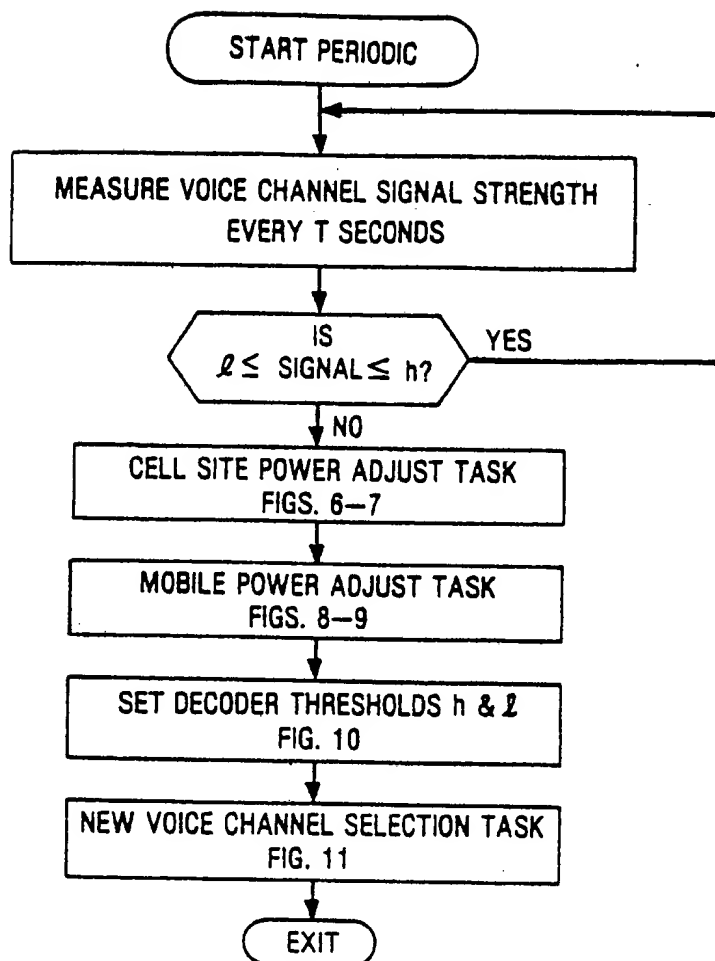 START PERIODIC
MEASURE VOICE CHANNEL SIGNAL STRENGTH
EVERY T SECONDS
IS
ℓ ≤ SIGNAL ≤ h?
YES
NO
CELL SITE POWER ADJUST TASK
FIGS. 6–7
MOBILE POWER ADJUST TASK
FIGS. 8–9
SET DECODER THRESHOLDS h & ℓ
FIG. 10
NEW VOICE CHANNEL SELECTION TASK
FIG. 11
EXIT